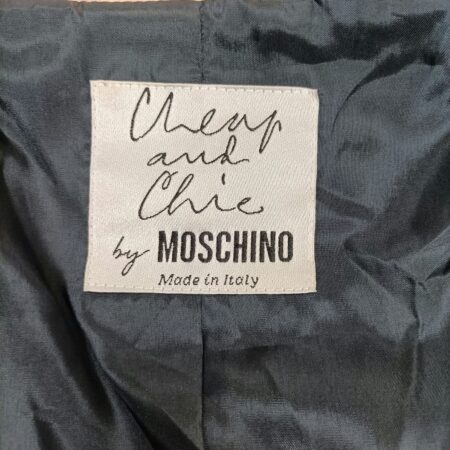 Cheap
and
Chic
by MOSCHINO
Made in Italy